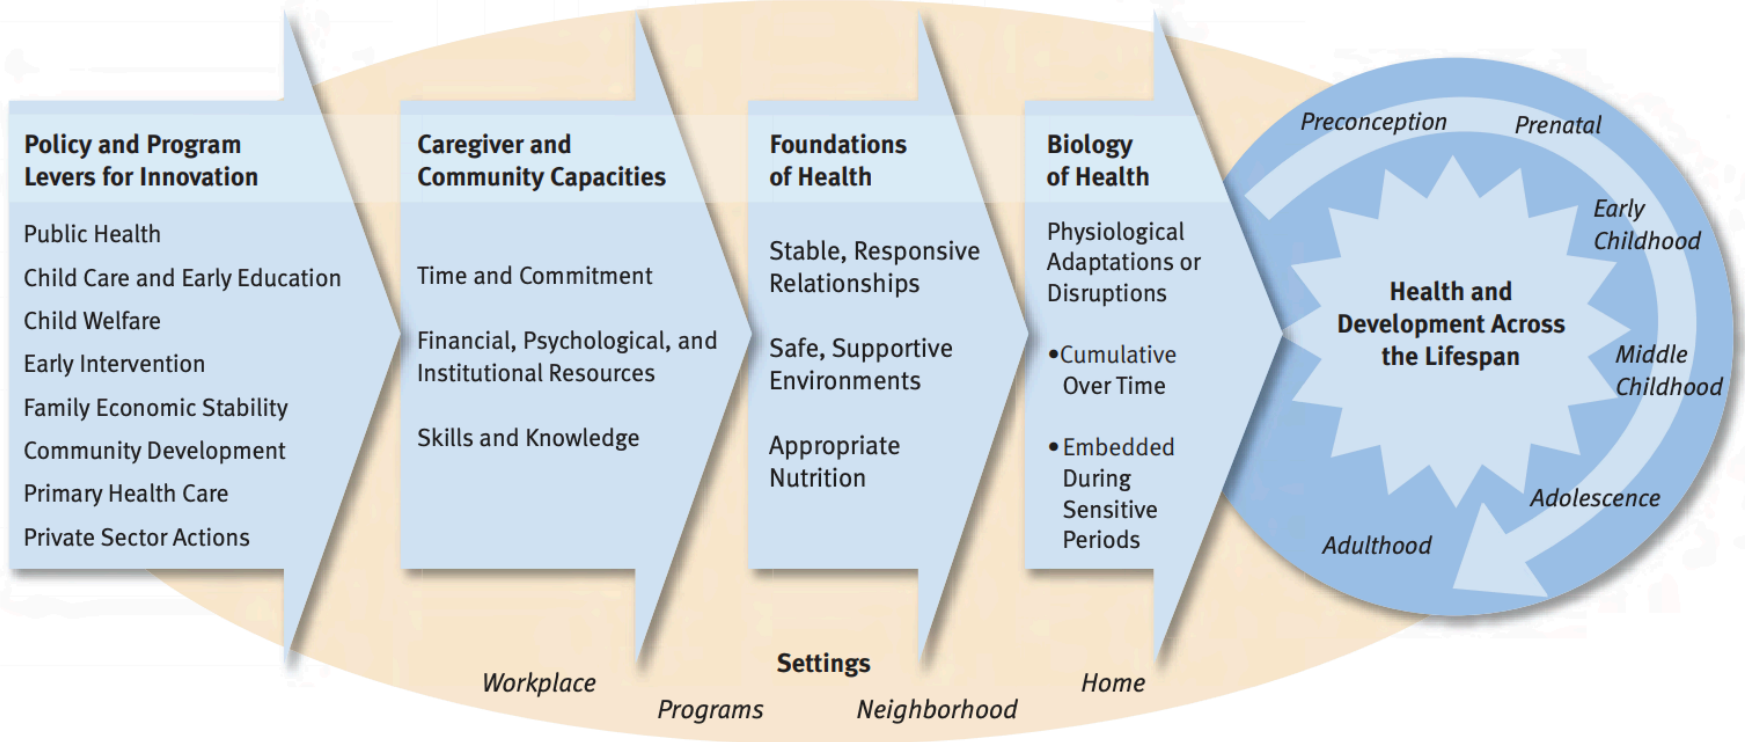 Policy and Program
Levers for Innovation
Public Health
Child Care and Early Education
Child Welfare
Early Intervention
Family Economic Stability
Community Development
Primary Health Care
Private Sector Actions
Caregiver and
Community Capacities
Time and Commitment
Financial, Psychological, and
Institutional Resources
Skills and Knowledge
Foundations
of Health
Stable, Responsive
Relationships
Safe, Supportive
Environments
Appropriate
Nutrition
Biology
of Health
Physiological
Adaptations or
Disruptions
•Cumulative
Over Time
•Embedded
During
Sensitive
Periods
Health and
Development Across
the Lifespan
Preconception
Prenatal
Early
Childhood
Middle
Childhood
Adolescence
Adulthood
Settings
Workplace
Programs
Neighborhood
Home